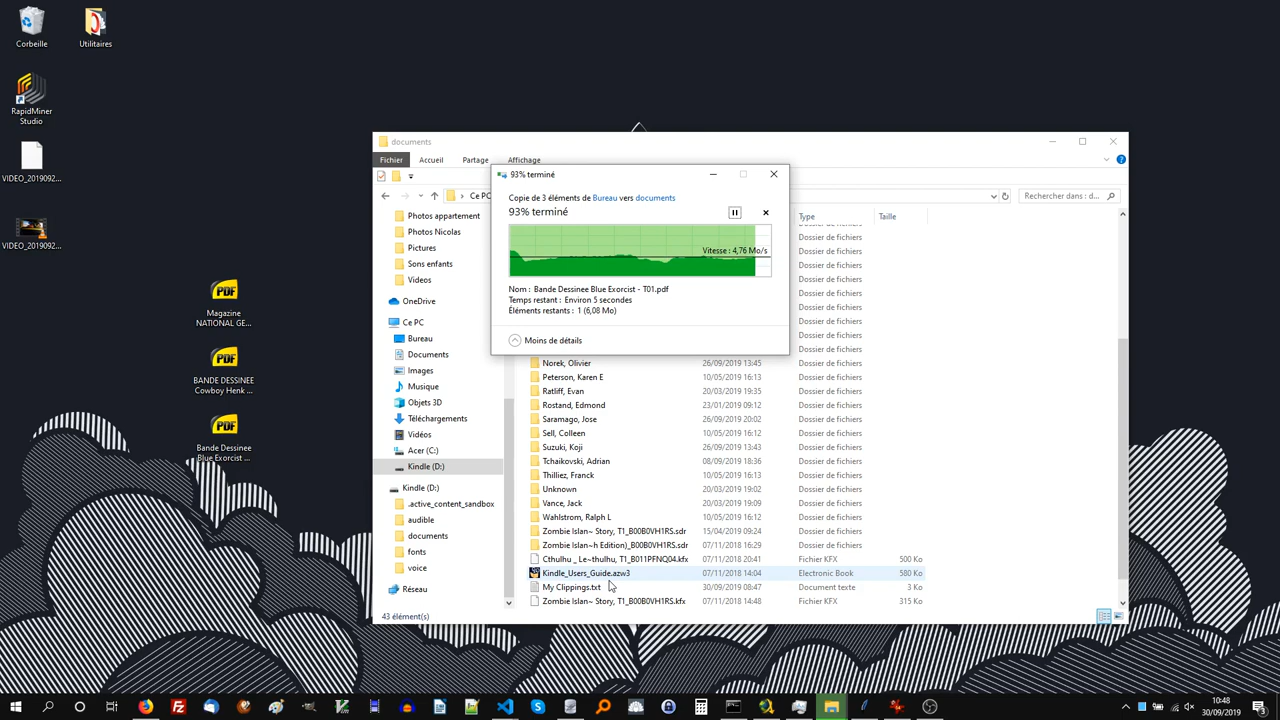 Corbeille
Utilitaires
RapidMiner
Studio
VIDEO_2019092...
VIDEO_2019092...
PDF
Magazine
NATIONAL GE...
PDF
BANDE DESSINEE
Cowboy Henk ...
PDF
Bande Dessinee
Blue Exorcist ...
documents
Fichier
Accueil
Partage
Affichage
Ce PC
Rechercher dans : d...
Photos appartement
Photos Nicolas
Pictures
Sons enfants
Videos
OneDrive
Ce PC
Bureau
Documents
Images
Musique
Objets 3D
Téléchargements
Vidéos
Acer (C:)
Kindle (D:)
Kindle (D:)
.active_content_sandbox
audible
documents
fonts
voice
Réseau
43 élément(s)
93% terminé
Copie de 3 éléments de Bureau vers documents
93% terminé
Vitesse : 4,76 Mo/s
Nom : Bande Dessinee Blue Exorcist - T01.pdf
Temps restant : Environ 5 secondes
Éléments restants : 1 (6,08 Mo)
Moins de détails
Type Taille
Dossier de fichiers
Dossier de fichiers
Dossier de fichiers
Dossier de fichiers
Dossier de fichiers
Dossier de fichiers
Dossier de fichiers
Dossier de fichiers
Dossier de fichiers
Norek, Olivier 26/09/2019 13:45 Dossier de fichiers
Peterson, Karen E 10/05/2019 16:13 Dossier de fichiers
Ratliff, Evan 20/03/2019 19:35 Dossier de fichiers
Rostand, Edmond 23/01/2019 09:12 Dossier de fichiers
Saramago, Jose 26/09/2019 20:02 Dossier de fichiers
Sell, Colleen 10/05/2019 16:12 Dossier de fichiers
Suzuki, Koji 26/09/2019 13:43 Dossier de fichiers
Tchaikovski, Adrian 08/09/2019 18:36 Dossier de fichiers
Thilliez, Franck 10/05/2019 16:13 Dossier de fichiers
Unknown 20/03/2019 19:02 Dossier de fichiers
Vance, Jack 20/03/2019 19:09 Dossier de fichiers
Wahlstrom, Ralph L 10/05/2019 16:12 Dossier de fichiers
Zombie Islan~ Story, T1_B00B0VH1RS.sdr 15/04/2019 09:24 Dossier de fichiers
Zombie Islan~h Edition)_B00B0VH1RS.sdr 07/11/2018 16:29 Dossier de fichiers
Cthulhu _ Le~thulhu, T1_B011PFNQ04.kfx 07/11/2018 20:41 Fichier KFX 500 Ko
Kindle_Users_Guide.azw3 07/11/2018 14:04 Electronic Book 580 Ko
My Clippings.txt 30/09/2019 08:47 Document texte 3 Ko
Zombie Islan~ Story, T1_B00B0VH1RS.kfx 07/11/2018 14:48 Fichier KFX 315 Ko
10:48
30/09/2019